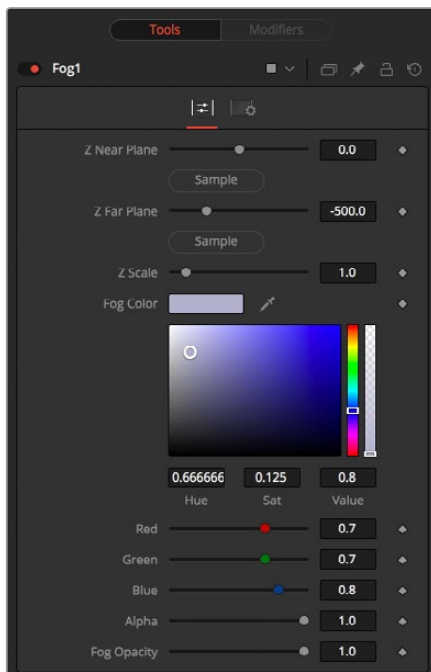 Tools Modifiers
Fog1
Z Near Plane 0.0
Sample
Z Far Plane -500.0
Sample
Z Scale 1.0
Fog Color
0.666666 0.125 0.8
Hue Sat Value
Red 0.7
Green 0.7
Blue 0.8
Alpha 1.0
Fog Opacity 1.0